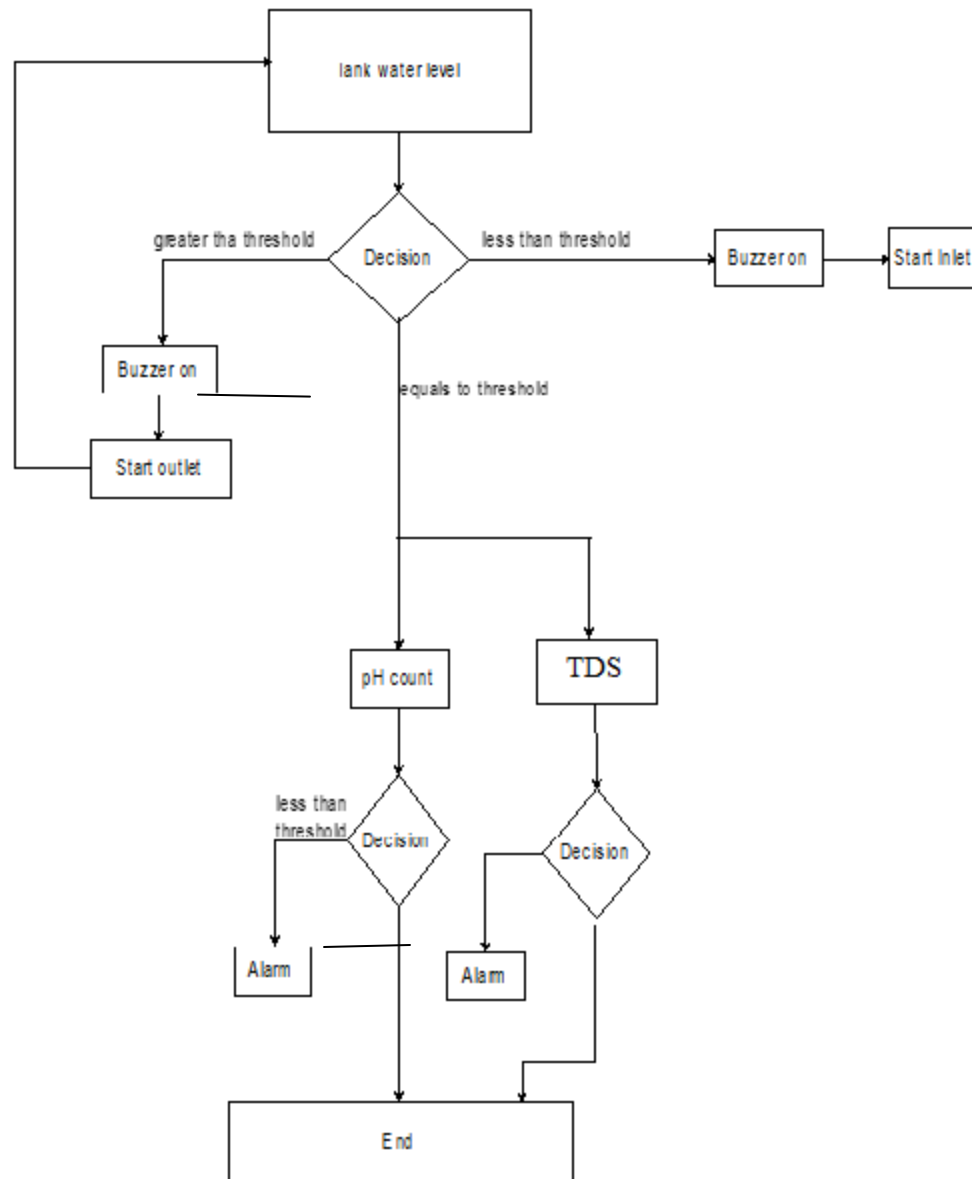 Tank water level
greater tha threshold
Decision
less than threshold
Buzzer on
Start Inlet
Buzzer on
equals to threshold
Start outlet
pH count
TDS
less than
threshold
Decision
Decision
Alarm
Alarm
End